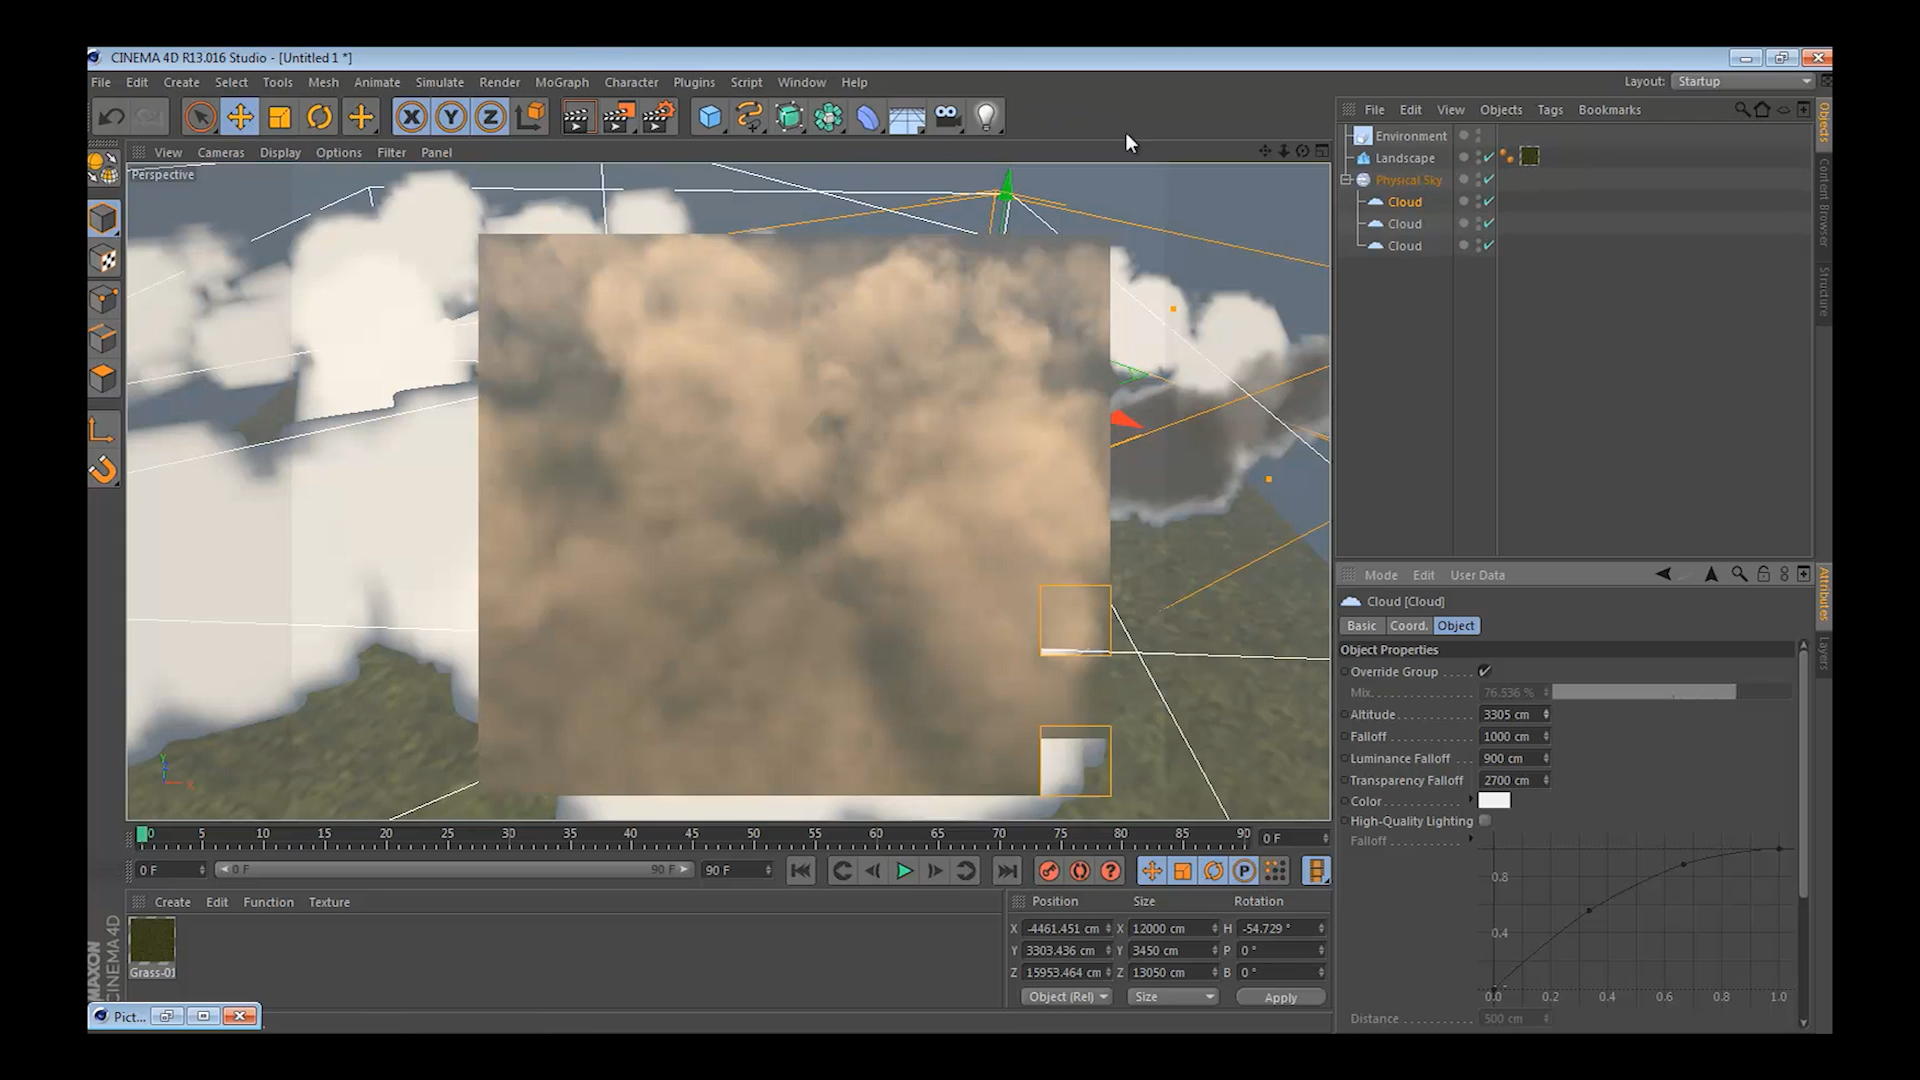 CINEMA 4D R13.016 Studio - [Untitled 1 *]
File Edit Create Select Tools Mesh Animate Simulate Render MoGraph Character Plugins Script Window Help
Layout: Startup
X Y Z
File Edit View Objects Tags Bookmarks
View Cameras Display Options Filter Panel
Perspective
Environment
Landscape
Physical Sky
Cloud
Cloud
Cloud
Objects
Content Browser
Structure
Mode Edit User Data
Cloud [Cloud]
Basic Coord. Object
Object Properties
Override Group
Mix 76.536 %
Altitude 3305 cm
Falloff 1000 cm
Luminance Falloff 900 cm
Transparency Falloff 2700 cm
Color
High-Quality Lighting
Falloff
0.8
0.4
0.0 0.2 0.4 0.6 0.8 1.0
Distance 500 cm
Attributes
Layers
Y
X
0 5 10 15 20 25 30 35 40 45 50 55 60 65 70 75 80 85 90 0 F
0 F 0 F 90 F 90 F P
Create Edit Function Texture
Grass-01
MAXON
CINEMA 4D
Position Size Rotation
X -4461.451 cm X 12000 cm H -54.729 °
Y 3303.436 cm Y 3450 cm P 0 °
Z 15953.464 cm Z 13050 cm B 0 °
Object (Rel) Size Apply
Pict...